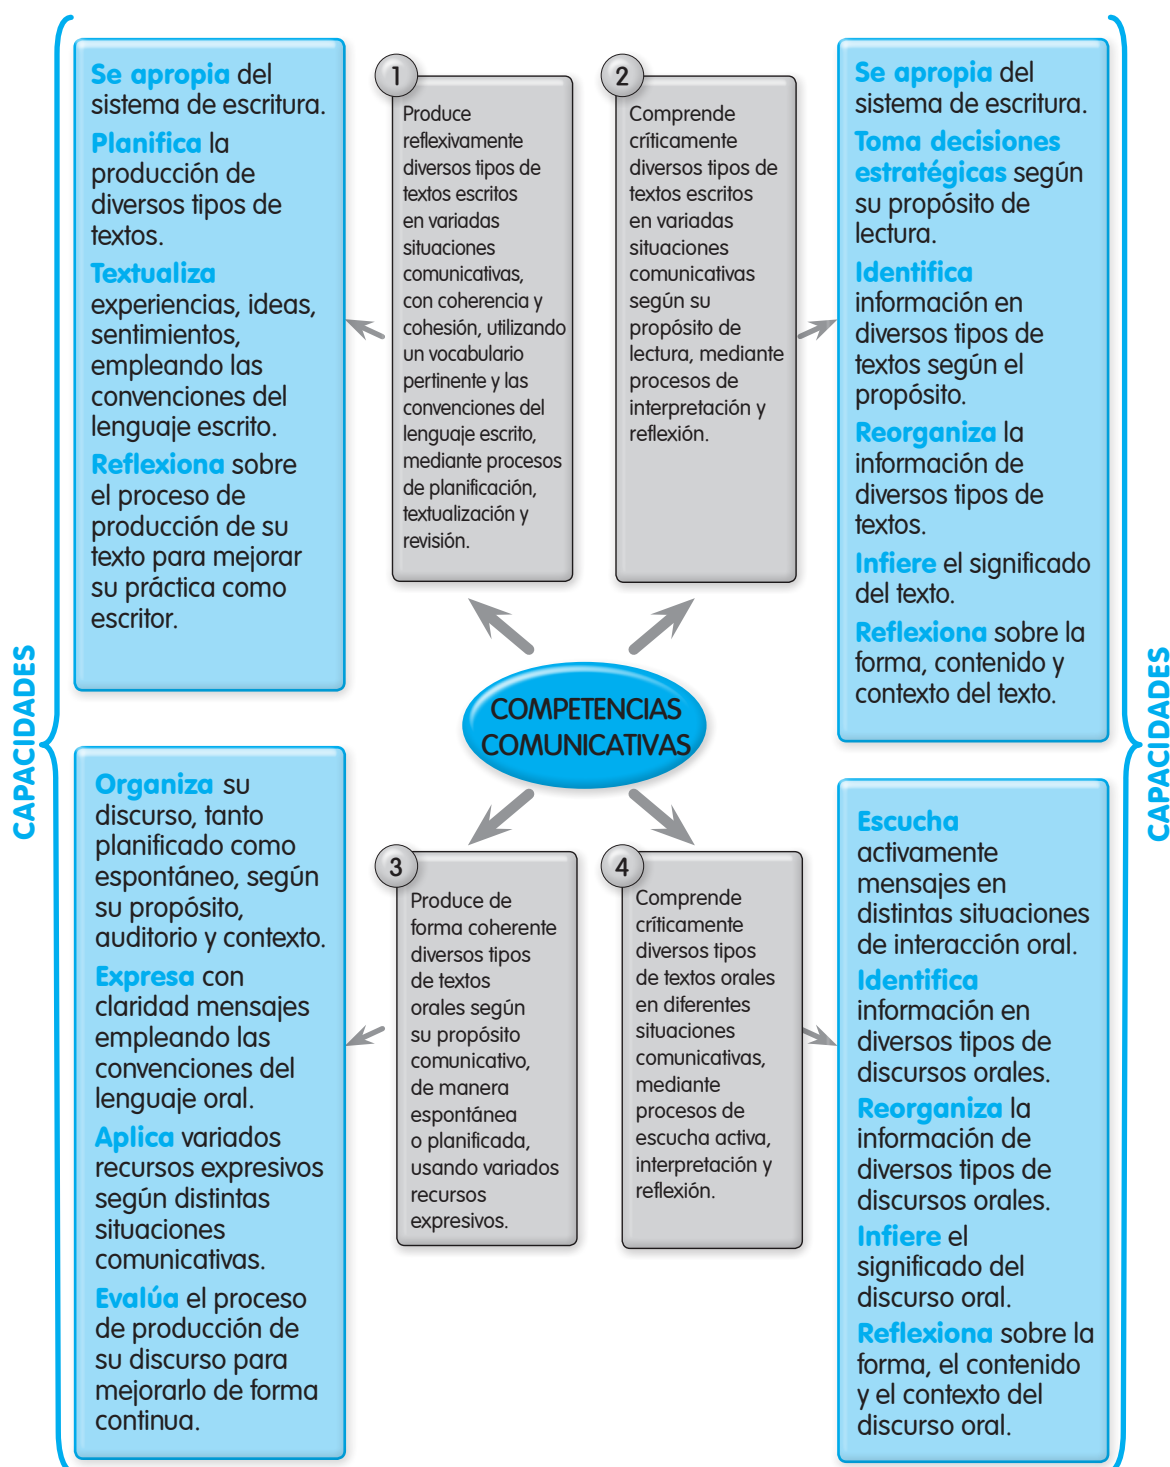 CAPACIDADES
Se apropia del
sistema de escritura.
Planifica la
producción de
diversos tipos de
textos.
Textualiza
experiencias, ideas,
sentimientos,
empleando las
convenciones del
lenguaje escrito.
Reflexiona sobre
el proceso de
producción de su
texto para mejorar
su práctica como
escritor.
1
Produce
reflexivamente
diversos tipos de
textos escritos
en variadas
situaciones
comunicativas,
con coherencia y
cohesión, utilizando
un vocabulario
pertinente y las
convenciones del
lenguaje escrito,
mediante procesos
de planificación,
textualización y
revisión.
2
Comprende
críticamente
diversos tipos de
textos escritos
en variadas
situaciones
comunicativas
según su
propósito de
lectura, mediante
procesos de
interpretación y
reflexión.
Se apropia del
sistema de escritura.
Toma decisiones
estratégicas según
su propósito de
lectura.
Identifica
información en
diversos tipos de
textos según el
propósito.
Reorganiza la
información de
diversos tipos de
textos.
Infiere el significado
del texto.
Reflexiona sobre la
forma, contenido y
contexto del texto.
COMPETENCIAS
COMUNICATIVAS
CAPACIDADES
Organiza su
discurso, tanto
planificado como
espontáneo, según
su propósito,
auditorio y contexto.
Expresa con
claridad mensajes
empleando las
convenciones del
lenguaje oral.
Aplica variados
recursos expresivos
según distintas
situaciones
comunicativas.
Evalúa el proceso
de producción de
su discurso para
mejorarlo de forma
continua.
3
Produce de
forma coherente
diversos tipos
de textos
orales según
su propósito
comunicativo,
de manera
espontánea
o planificada,
usando variados
recursos
expresivos.
4
Comprende
críticamente
diversos tipos
de textos orales
en diferentes
situaciones
comunicativas,
mediante
procesos de
escucha activa,
interpretación y
reflexión.
Escucha
activamente
mensajes en
distintas situaciones
de interacción oral.
Identifica
información en
diversos tipos de
discursos orales.
Reorganiza la
información de
diversos tipos de
discursos orales.
Infiere el
significado del
discurso oral.
Reflexiona sobre la
forma, el contenido
y el contexto del
discurso oral.